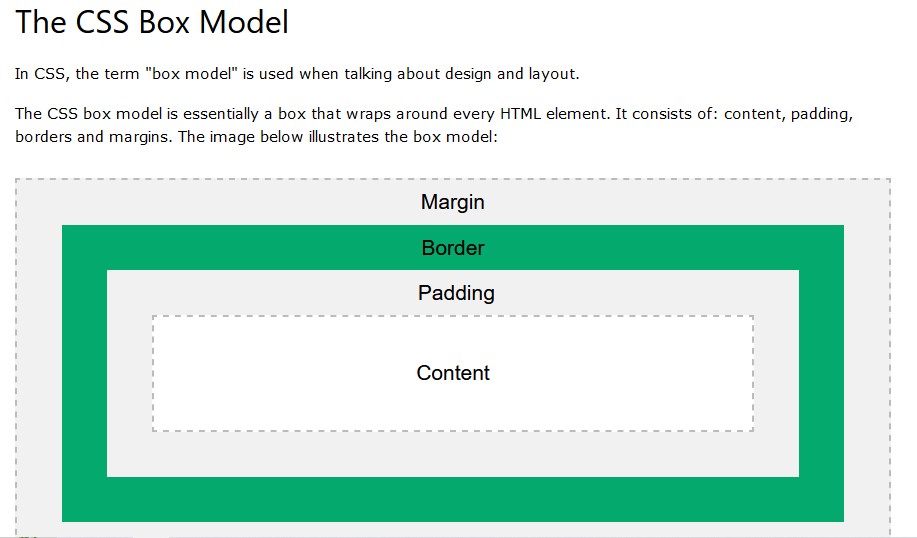 The CSS Box Model
In CSS, the term "box model" is used when talking about design and layout.
The CSS box model is essentially a box that wraps around every HTML element. It consists of: content, padding,
borders and margins. The image below illustrates the box model:
Margin
Border
Padding
Content